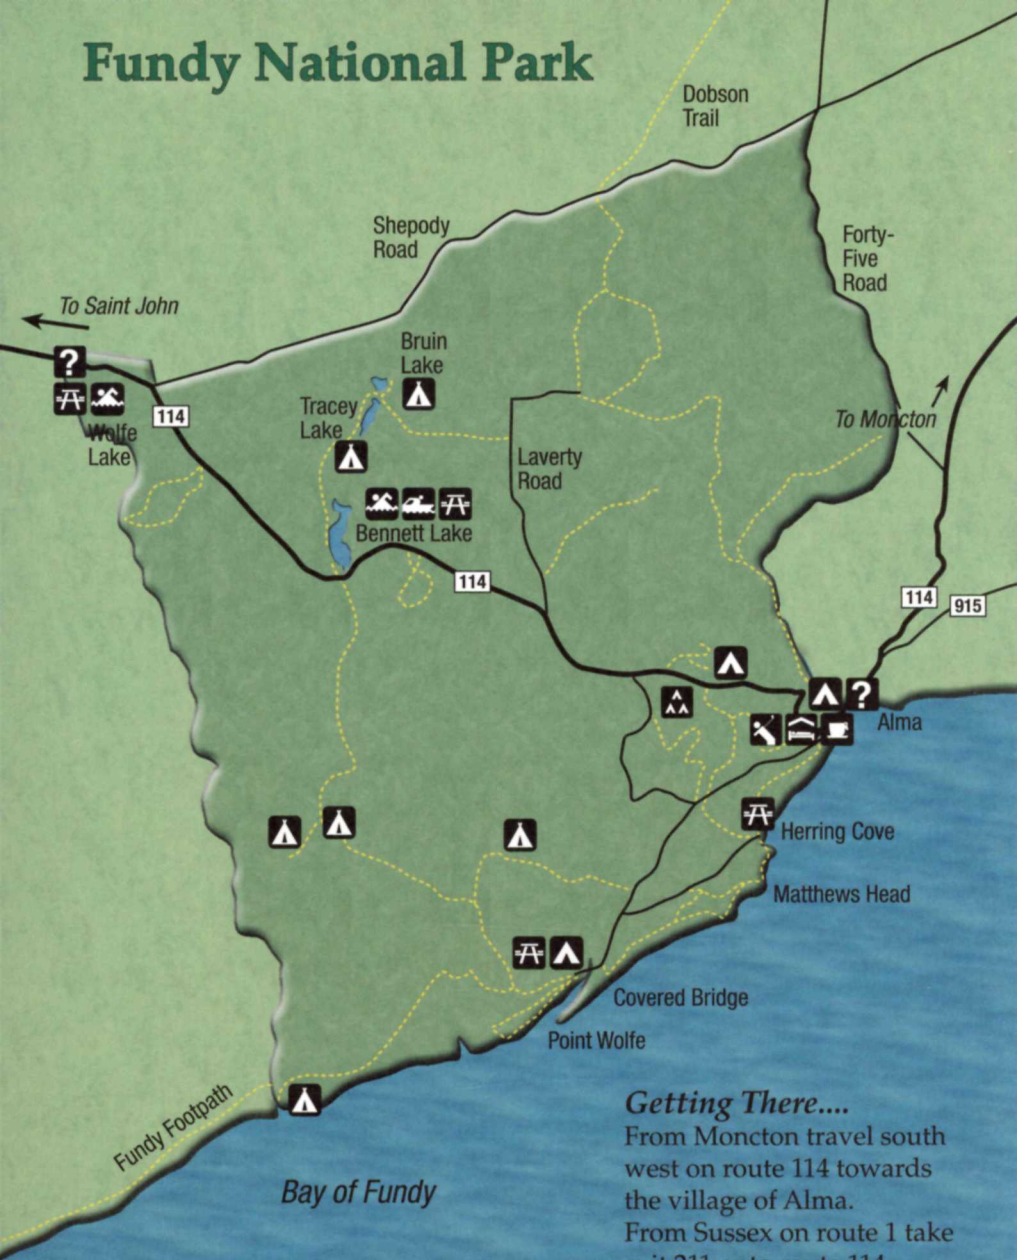 Fundy National Park
Dobson
Trail
Shepody
Road
Forty-
Five
Road
To Saint John
?
Bruin
Lake
Tracey
Lake
114
Wolfe
Lake
To Moncton
Laverty
Road
Bennett Lake
114
114
915
?
Alma
Herring Cove
Matthews Head
Covered Bridge
Point Wolfe
Fundy Footpath
Bay of Fundy
Getting There....
From Moncton travel south
west on route 114 towards
the village of Alma.
From Sussex on route 1 take